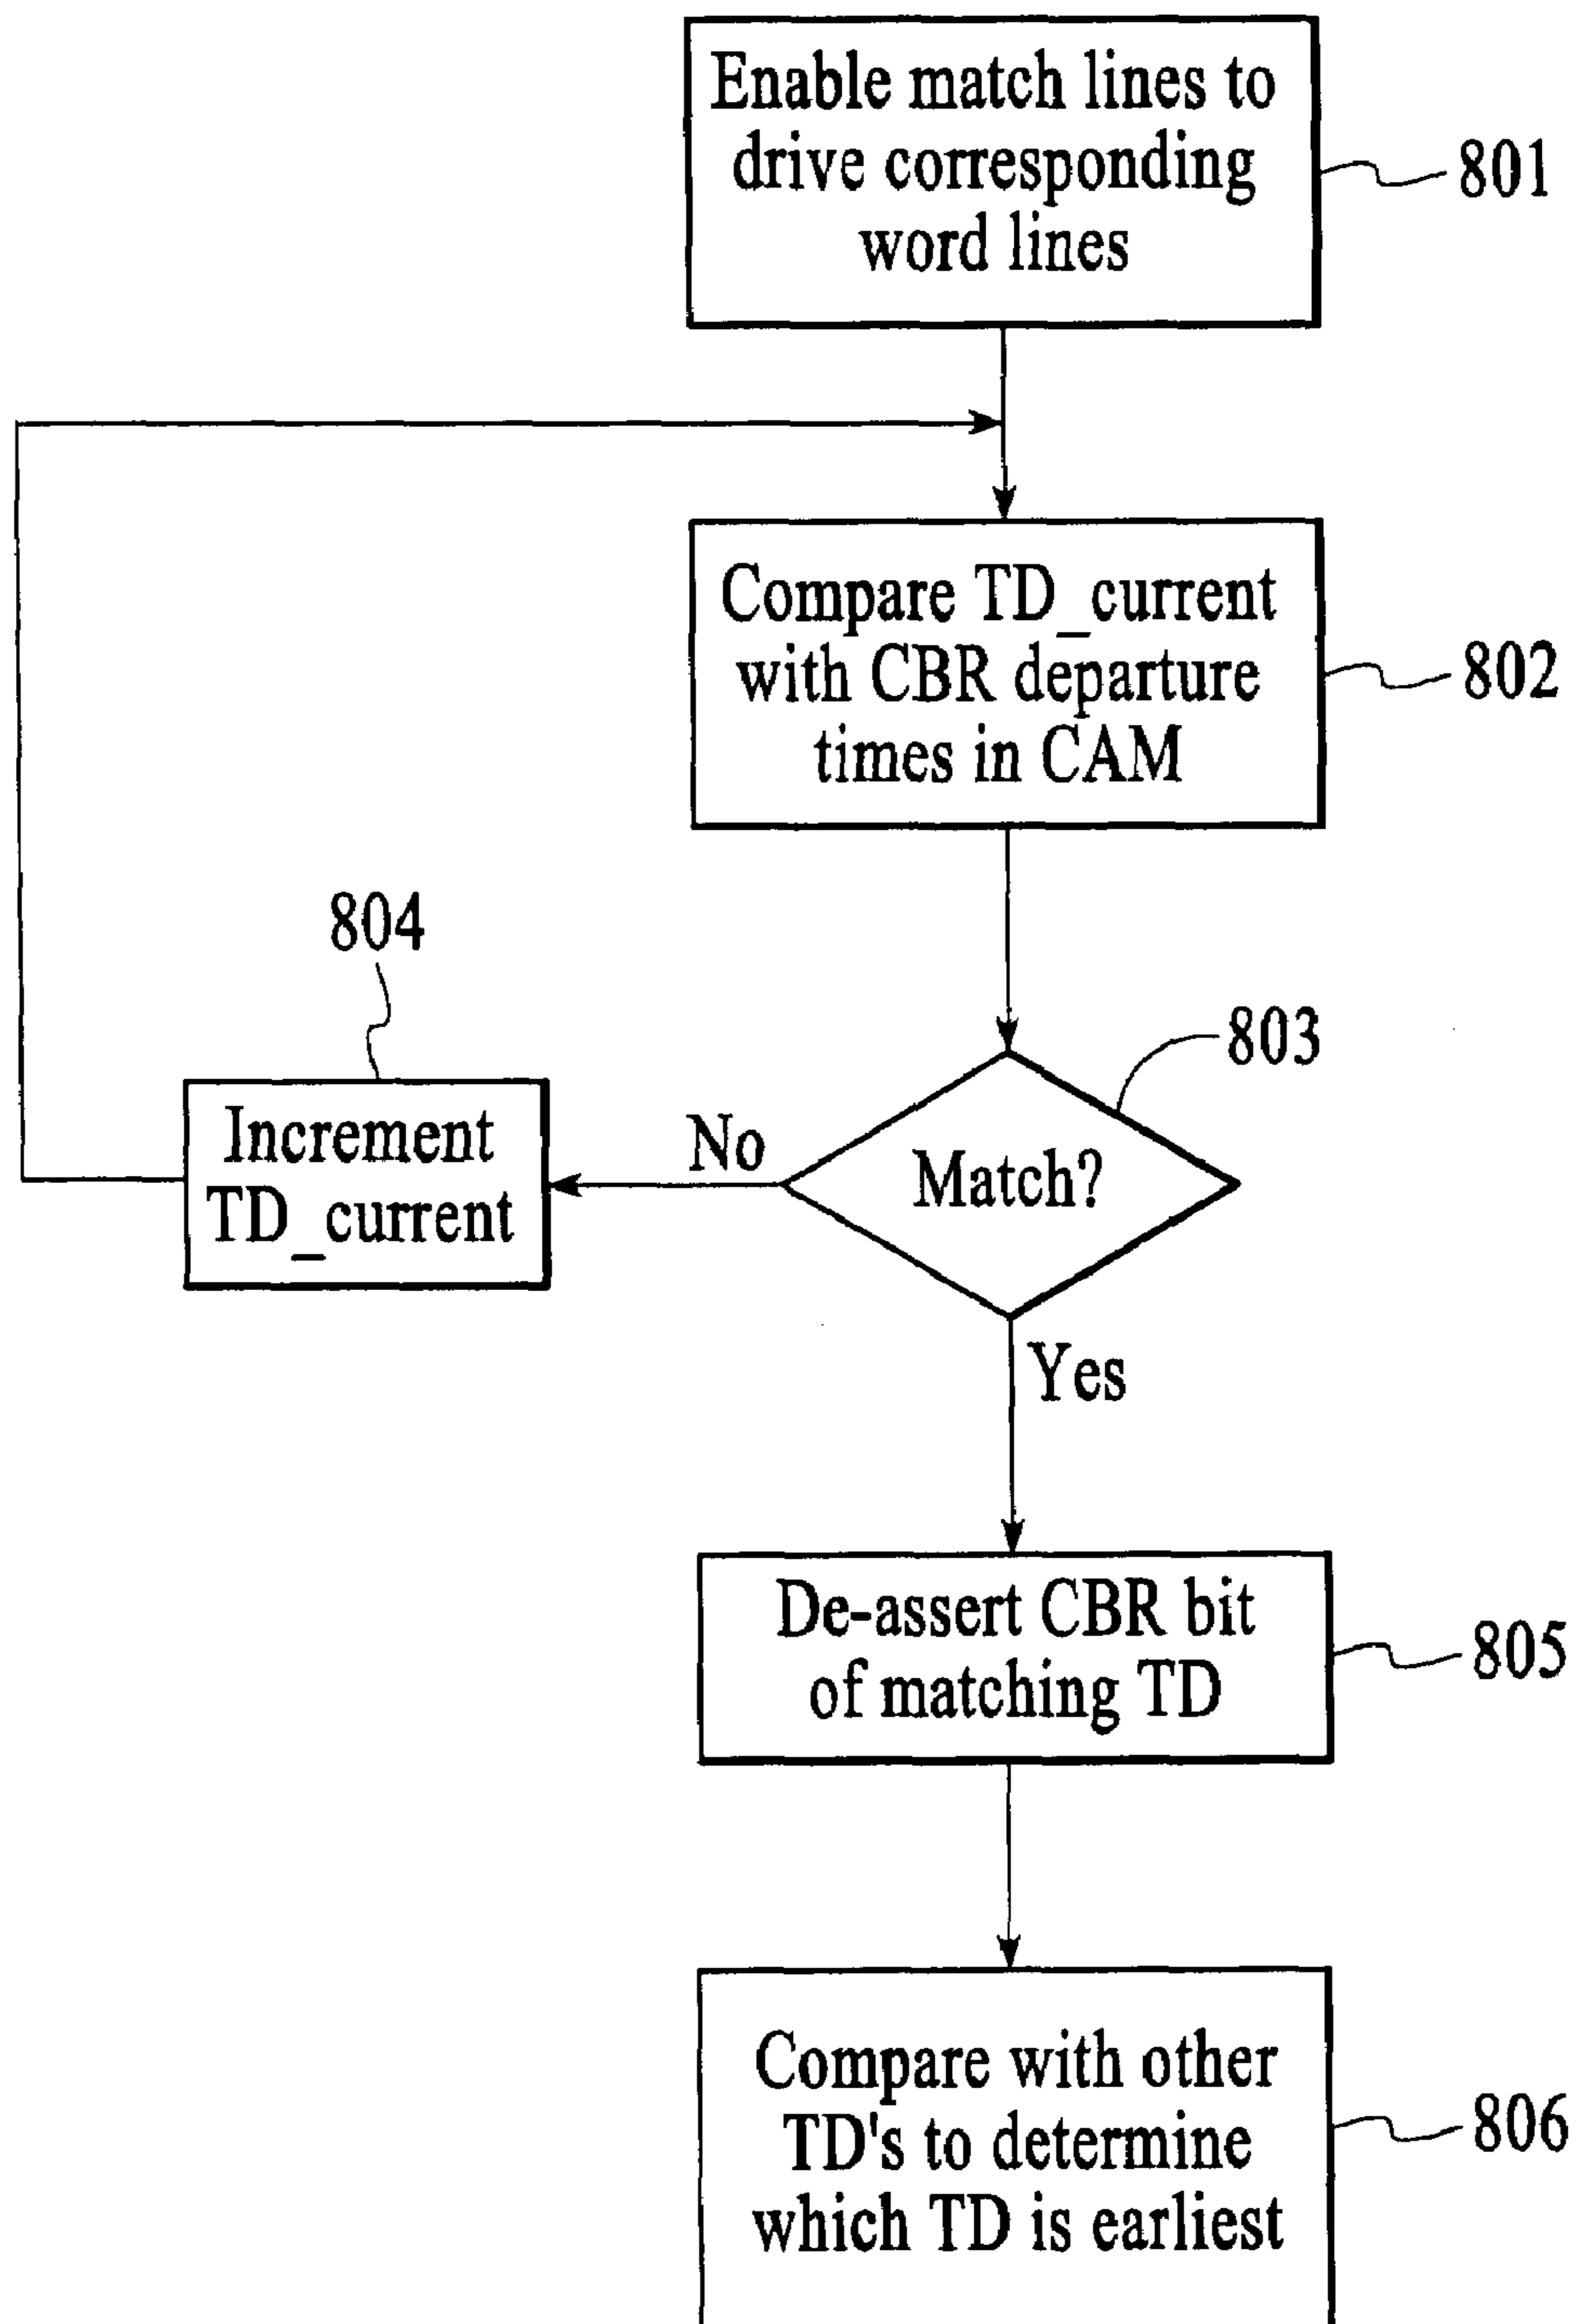 Enable match lines to
drive corresponding
word lines
801
Compare TD_current
with CBR departure
times in CAM
802
804
803
Increment
TD_current
No
Match?
Yes
De-assert CBR bit
of matching TD
805
Compare with other
TD's to determine
which TD is earliest
806